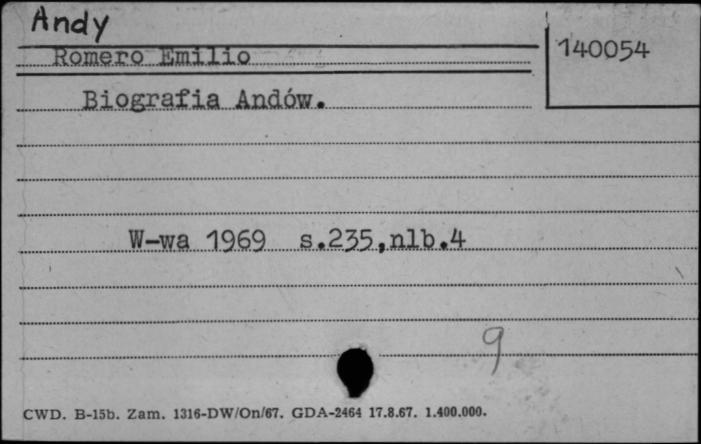 Andy
140054
Romero Emilio
Biografia Andów.
W-wa 1969 s.235,nlb.4
9
CWD. B-15b. Zam. 1316-DW/On/67. GDA-2464 17.8.67. 1.400.000.